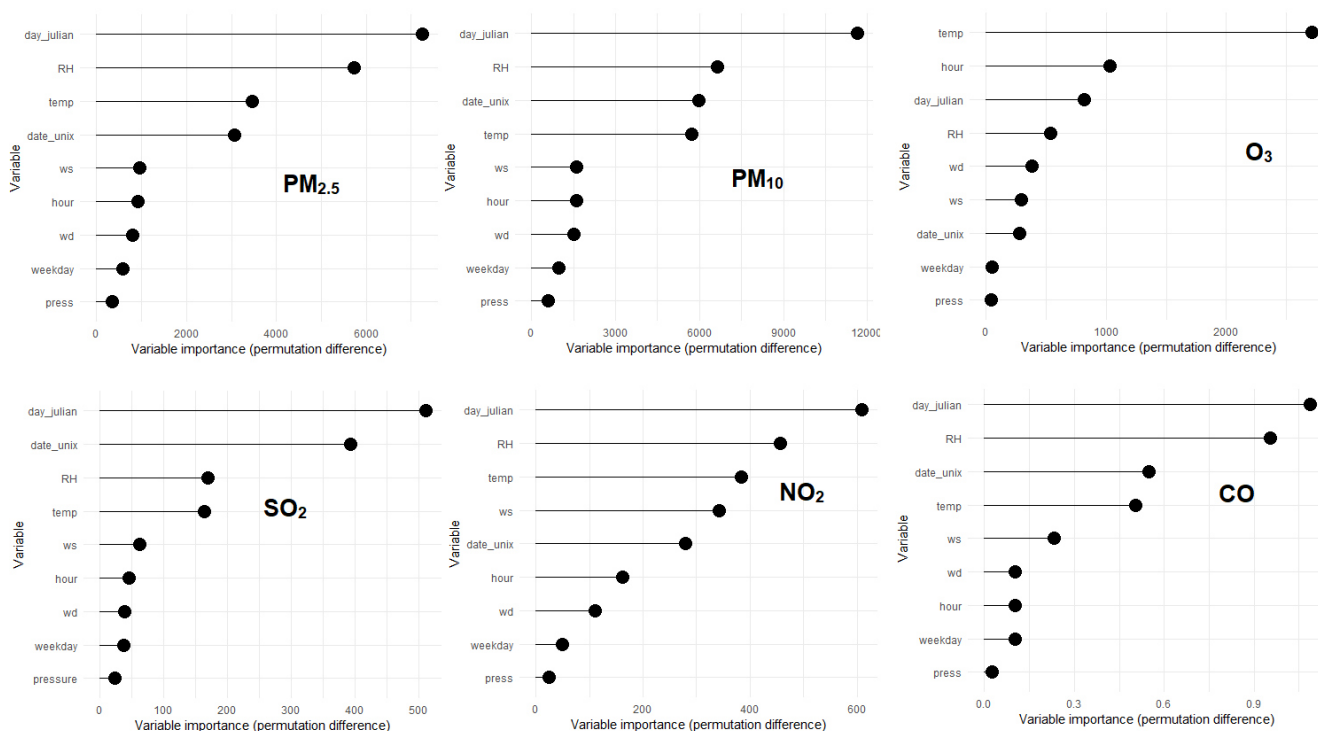 day_julian
RH
temp
date_unix
ws
hour
wd
weekday
press
Variable
PM2.5
0 2000 4000 6000
Variable importance (permutation difference)
day_julian
RH
date_unix
temp
ws
hour
wd
weekday
press
Variable
PM10
0 3000 6000 9000 12000
Variable importance (permutation difference)
temp
hour
day_julian
RH
wd
ws
date_unix
weekday
press
Variable
O3
0 1000 2000
Variable importance (permutation difference)
day_julian
date_unix
RH
temp
ws
hour
wd
weekday
pressure
Variable
SO2
0 100 200 300 400 500
Variable importance (permutation difference)
day_julian
RH
temp
ws
date_unix
hour
wd
weekday
press
Variable
NO2
0 200 400 600
Variable importance (permutation difference)
day_julian
RH
date_unix
temp
ws
wd
hour
weekday
press
Variable
CO
0.0 0.3 0.6 0.9
Variable importance (permutation difference)